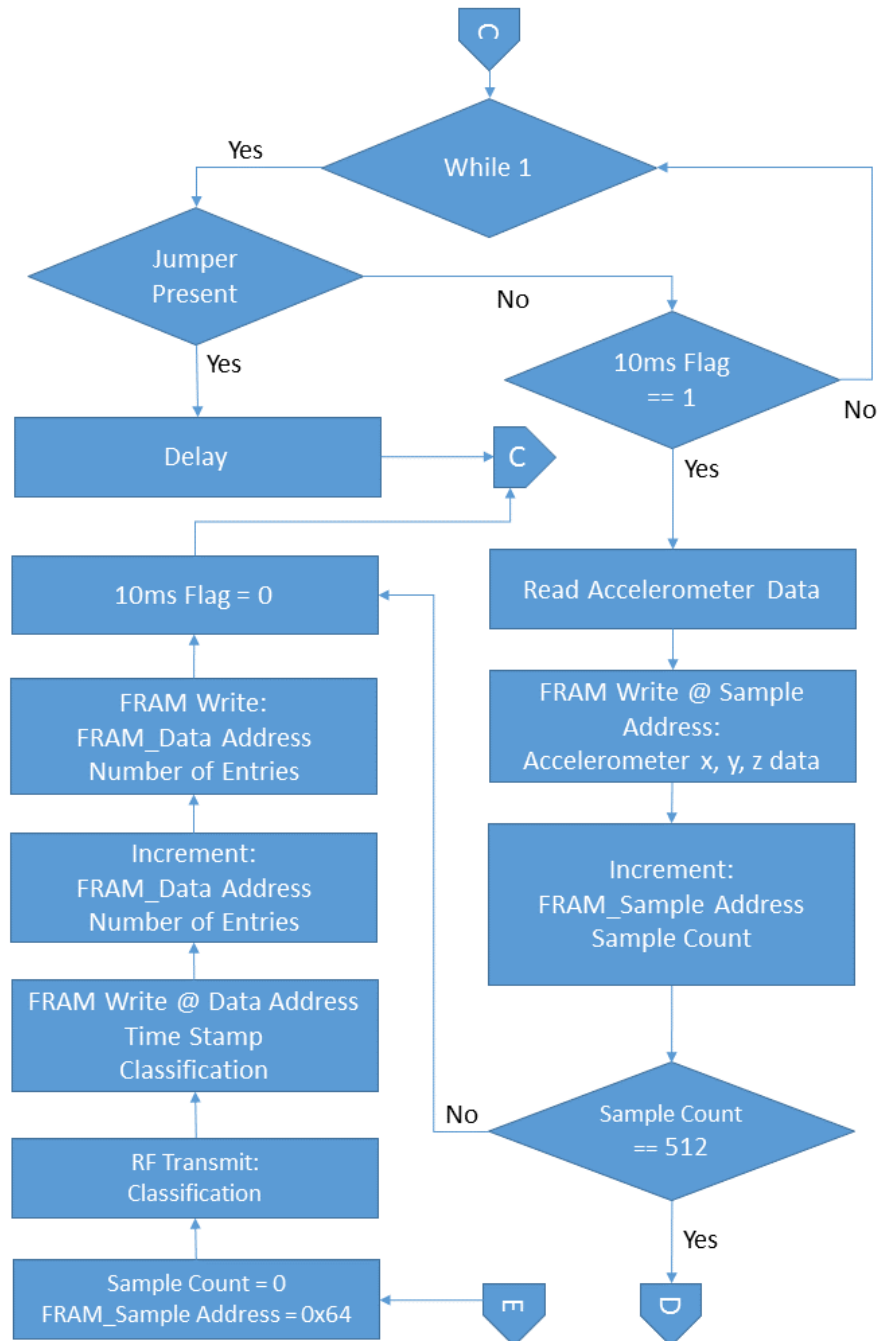 C
While 1
Yes
Jumper
Present
No
Yes
10ms Flag
== 1
No
Yes
Delay
C
10ms Flag = 0
Read Accelerometer Data
FRAM Write:
FRAM_Data Address
Number of Entries
FRAM Write @ Sample
Address:
Accelerometer x, y, z data
Increment:
FRAM_Data Address
Number of Entries
Increment:
FRAM_Sample Address
Sample Count
FRAM Write @ Data Address
Time Stamp
Classification
No
Sample Count
== 512
Yes
RF Transmit:
Classification
Sample Count = 0
FRAM_Sample Address = 0x64
E
D